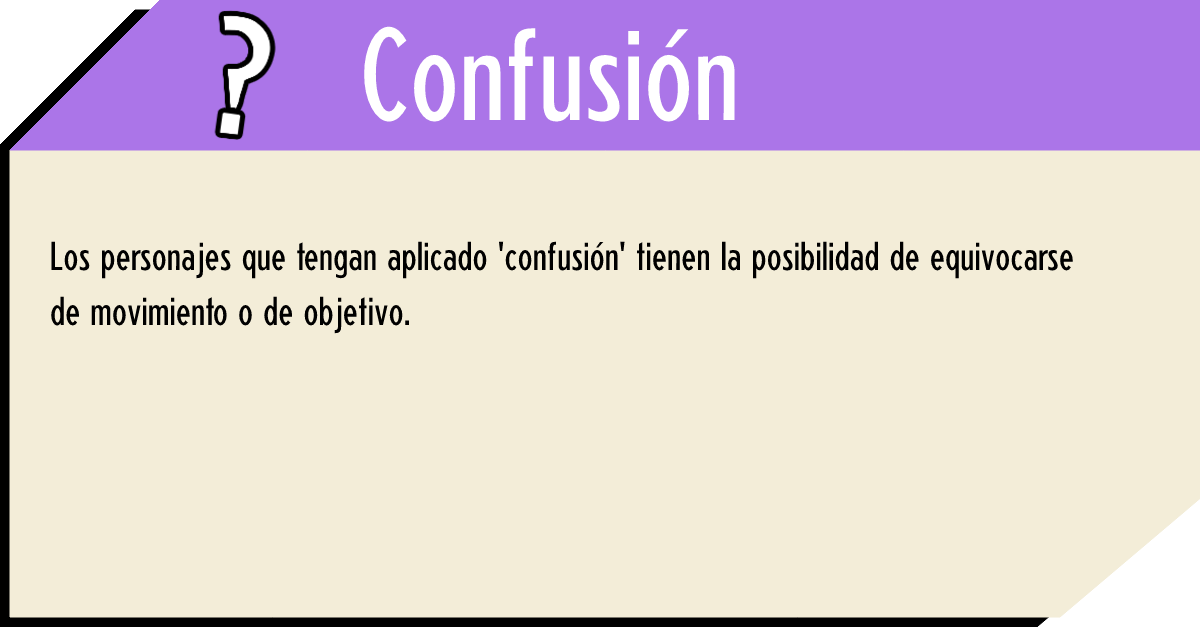 ? Confusión
Los personajes que tengan aplicado 'confusión' tienen la posibilidad de equivocarse
de movimiento o de objetivo.